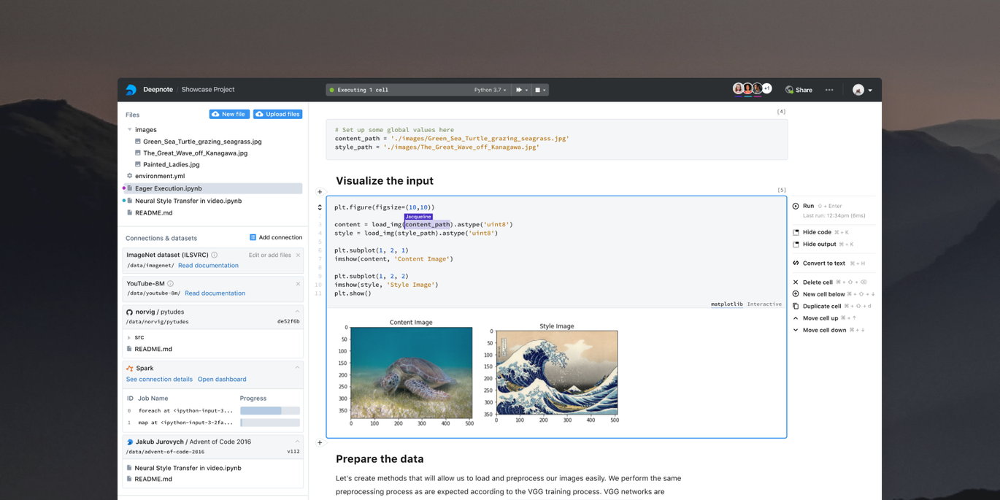 Deepnote / Showcase Project
Executing 1 cell
Python 3.7
+1
Share
Files
New file
Upload files
images
Green_Sea_Turtle_grazing_seagrass.jpg
The_Great_Wave_off_Kanagawa.jpg
Painted_Ladies.jpg
environment.yml
Eager Execution.ipynb
Neural Style Transfer in video.ipynb
README.md
Connections & datasets
Add connection
ImageNet dataset (ILSVRC)
Edit or add files
/data/imagenet/ Read documentation
YouTube-8M
/data/youtube-8m/ Read documentation
norvig / pytudes
/data/norvig/pytudes de52f6b
src
README.md
Spark
See connection details Open dashboard
ID Job Name Progress
0 foreach at <ipython-input-3...
1 map at <ipython-input-3-2fa...
Jakub Jurovych / Advent of Code 2016
/data/advent-of-code-2016 v112
Neural Style Transfer in video.ipynb
README.md
[4]
# Set up some global values here
content_path = './images/Green_Sea_Turtle_grazing_seagrass.jpg'
style_path = './images/The_Great_Wave_off_Kanagawa.jpg'
Visualize the input
[5]
plt.figure(figsize=(10,10))
Jacqueline
3 content = load_img(content_path).astype('uint8')
4 style = load_img(style_path).astype('uint8')
5
6 plt.subplot(1, 2, 1)
7 imshow(content, 'Content Image')
8
9 plt.subplot(1, 2, 2)
10 imshow(style, 'Style Image')
11 plt.show()
matplotlib Interactive
Content Image
0
50
100
150
200
250
300
350
0 100 200 300 400 500
Style Image
0
50
100
150
200
250
300
350
0 100 200 300 400 500
Run ⇧ + Enter
Last run: 12:34pm (6ms)
Hide code ⌘ + K
Hide output ⌘ + K
Convert to text ⌘ + H
Delete cell ⌘ + ⇧ + ⌫
New cell below ⌘ + ⇧ + ↓
Duplicate cell ⌘ + ⇧ + d
Move cell up ⌘ + ↑
Move cell down ⌘ + ↓
Prepare the data
Let's create methods that will allow us to load and preprocess our images easily. We perform the same
preprocessing process as are expected according to the VGG training process. VGG networks are